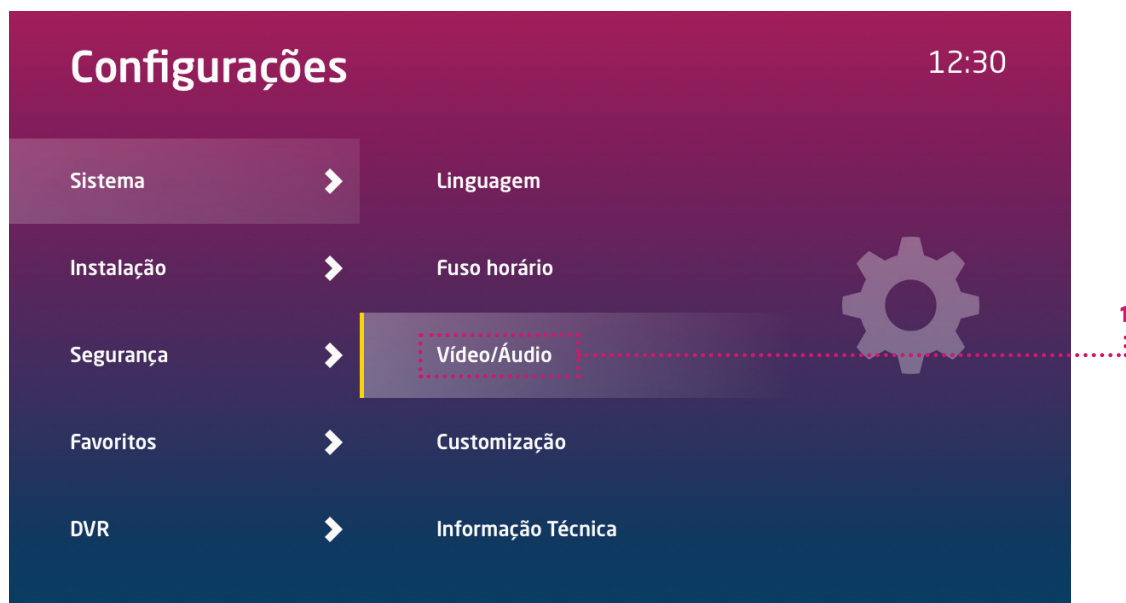 Configurações
12:30
Sistema
Linguagem
Instalação
Fuso horário
Segurança
Vídeo/Áudio
Favoritos
Customização
DVR
Informação Técnica